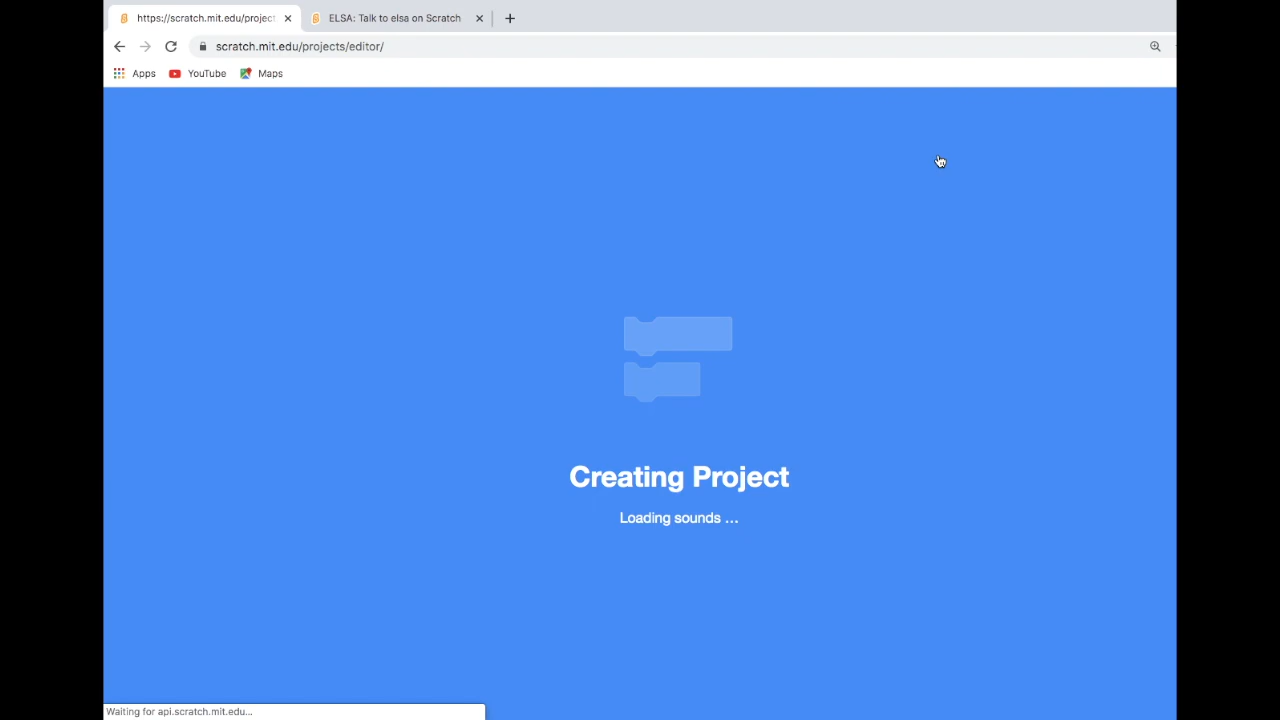 https://scratch.mit.edu/project
ELSA: Talk to elsa on Scratch
scratch.mit.edu/projects/editor/
Apps
YouTube
Maps
Creating Project
Loading sounds ...
Waiting for api.scratch.mit.edu...